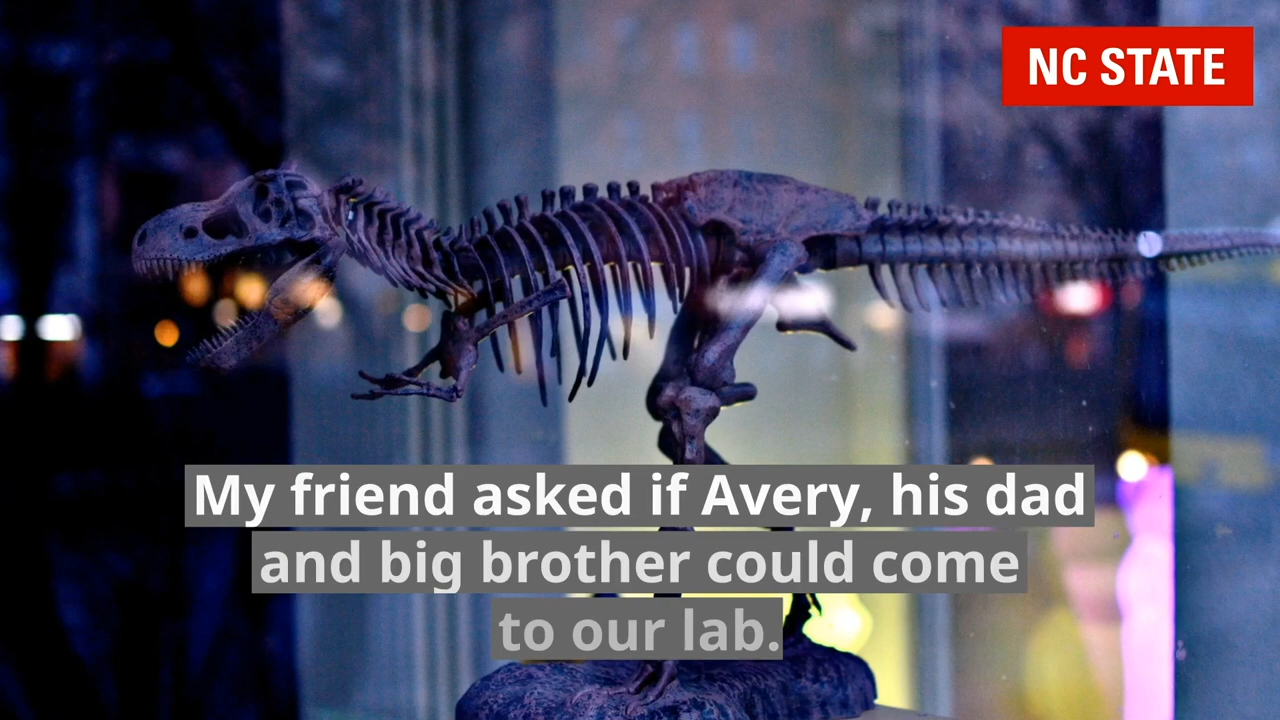 NC STATE
My friend asked if Avery, his dad
and big brother could come
to our lab.